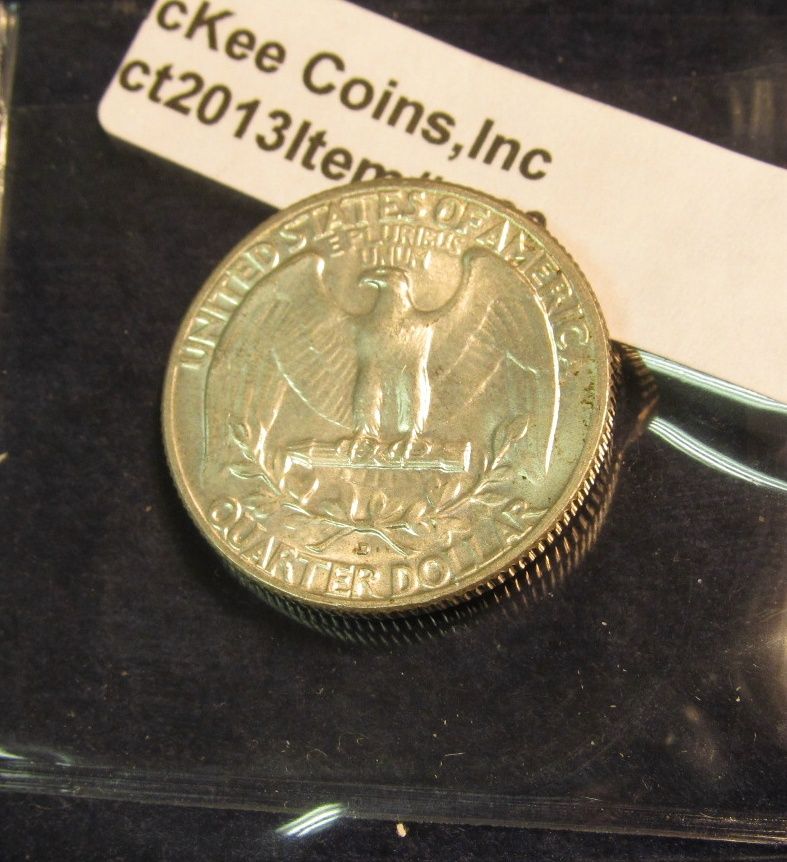 cKee Coins,Inc
ct2013Item
UNITED STATES OF AMERICA
E PLURIBUS
UNUM
D
QUARTER DOLLAR